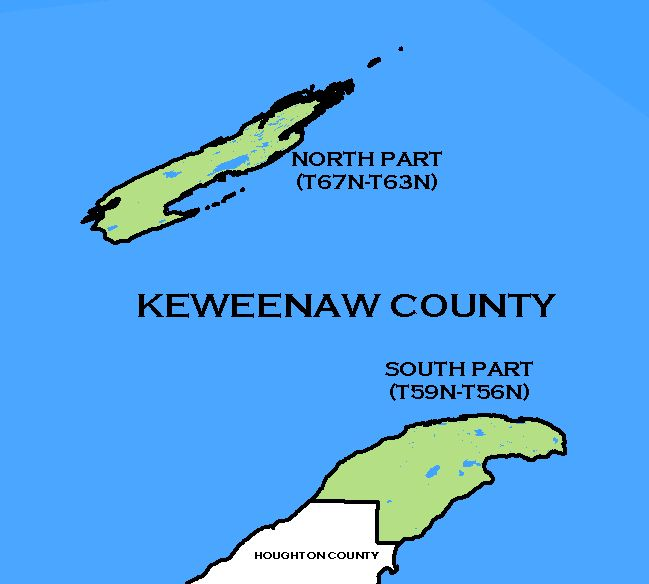 NORTH PART
(T67N-T63N)
KEWEENAW COUNTY
SOUTH PART
(T59N-T56N)
HOUGHTON COUNTY